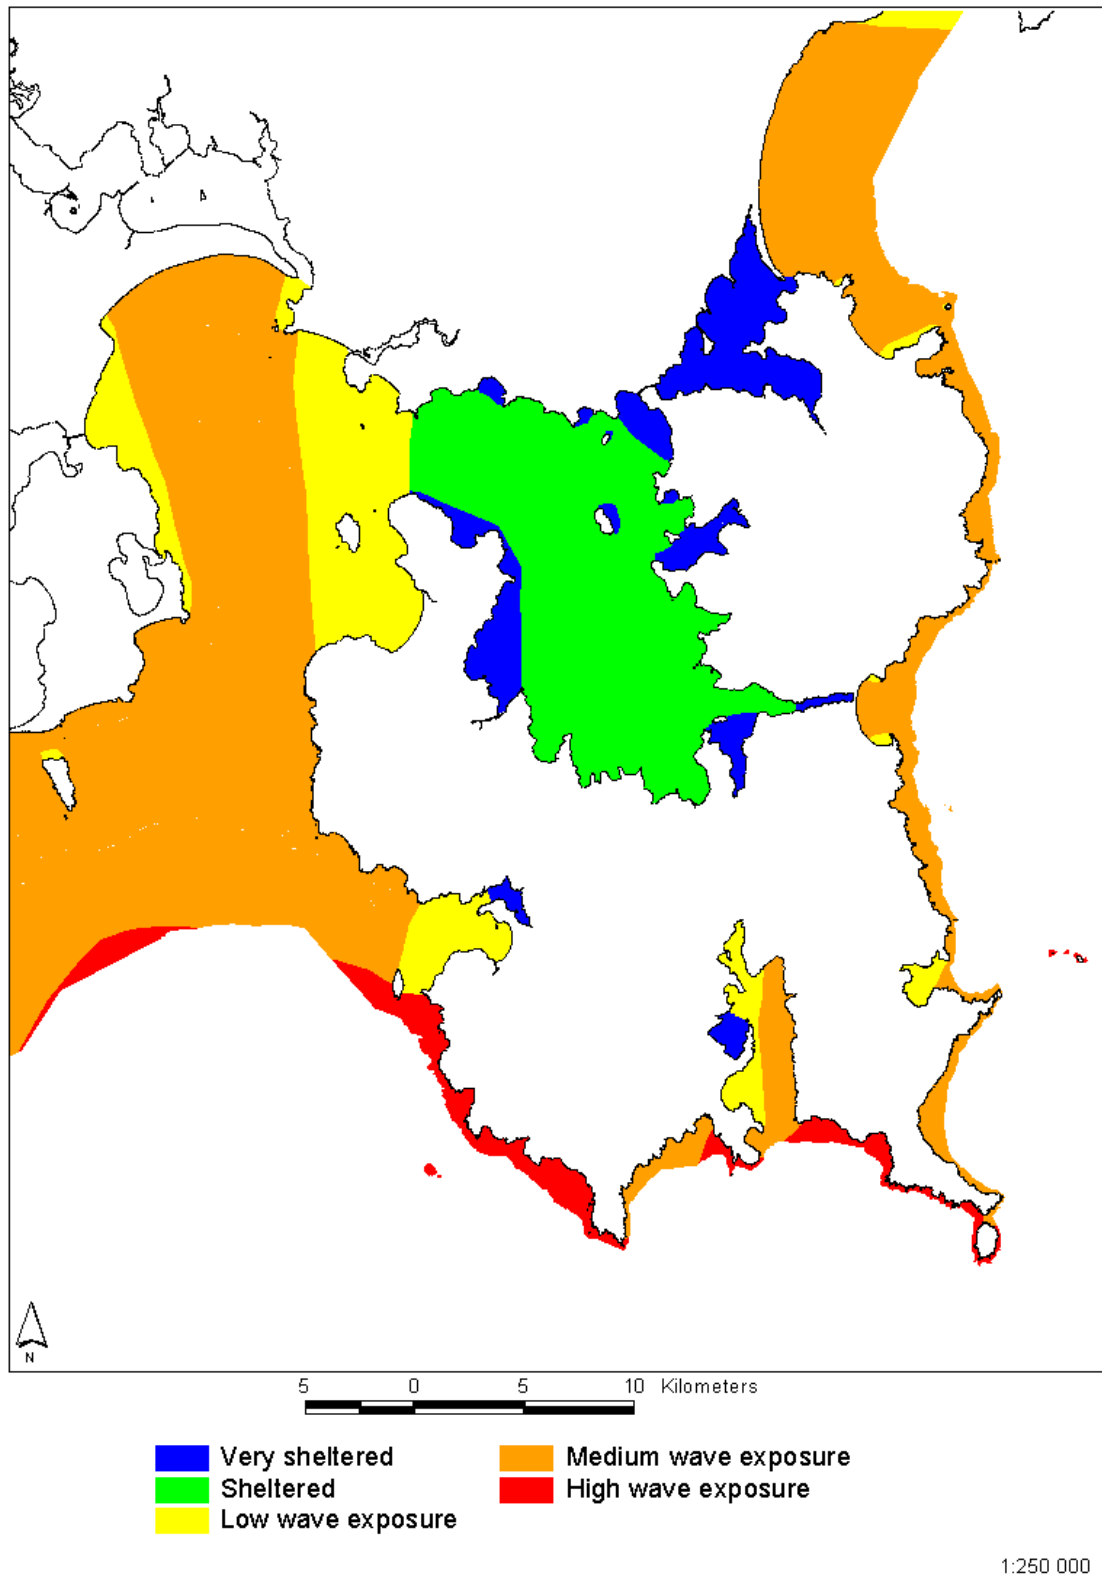 N
5 0 5 10 Kilometers
Very sheltered
Sheltered
Low wave exposure
Medium wave exposure
High wave exposure
1:250 000